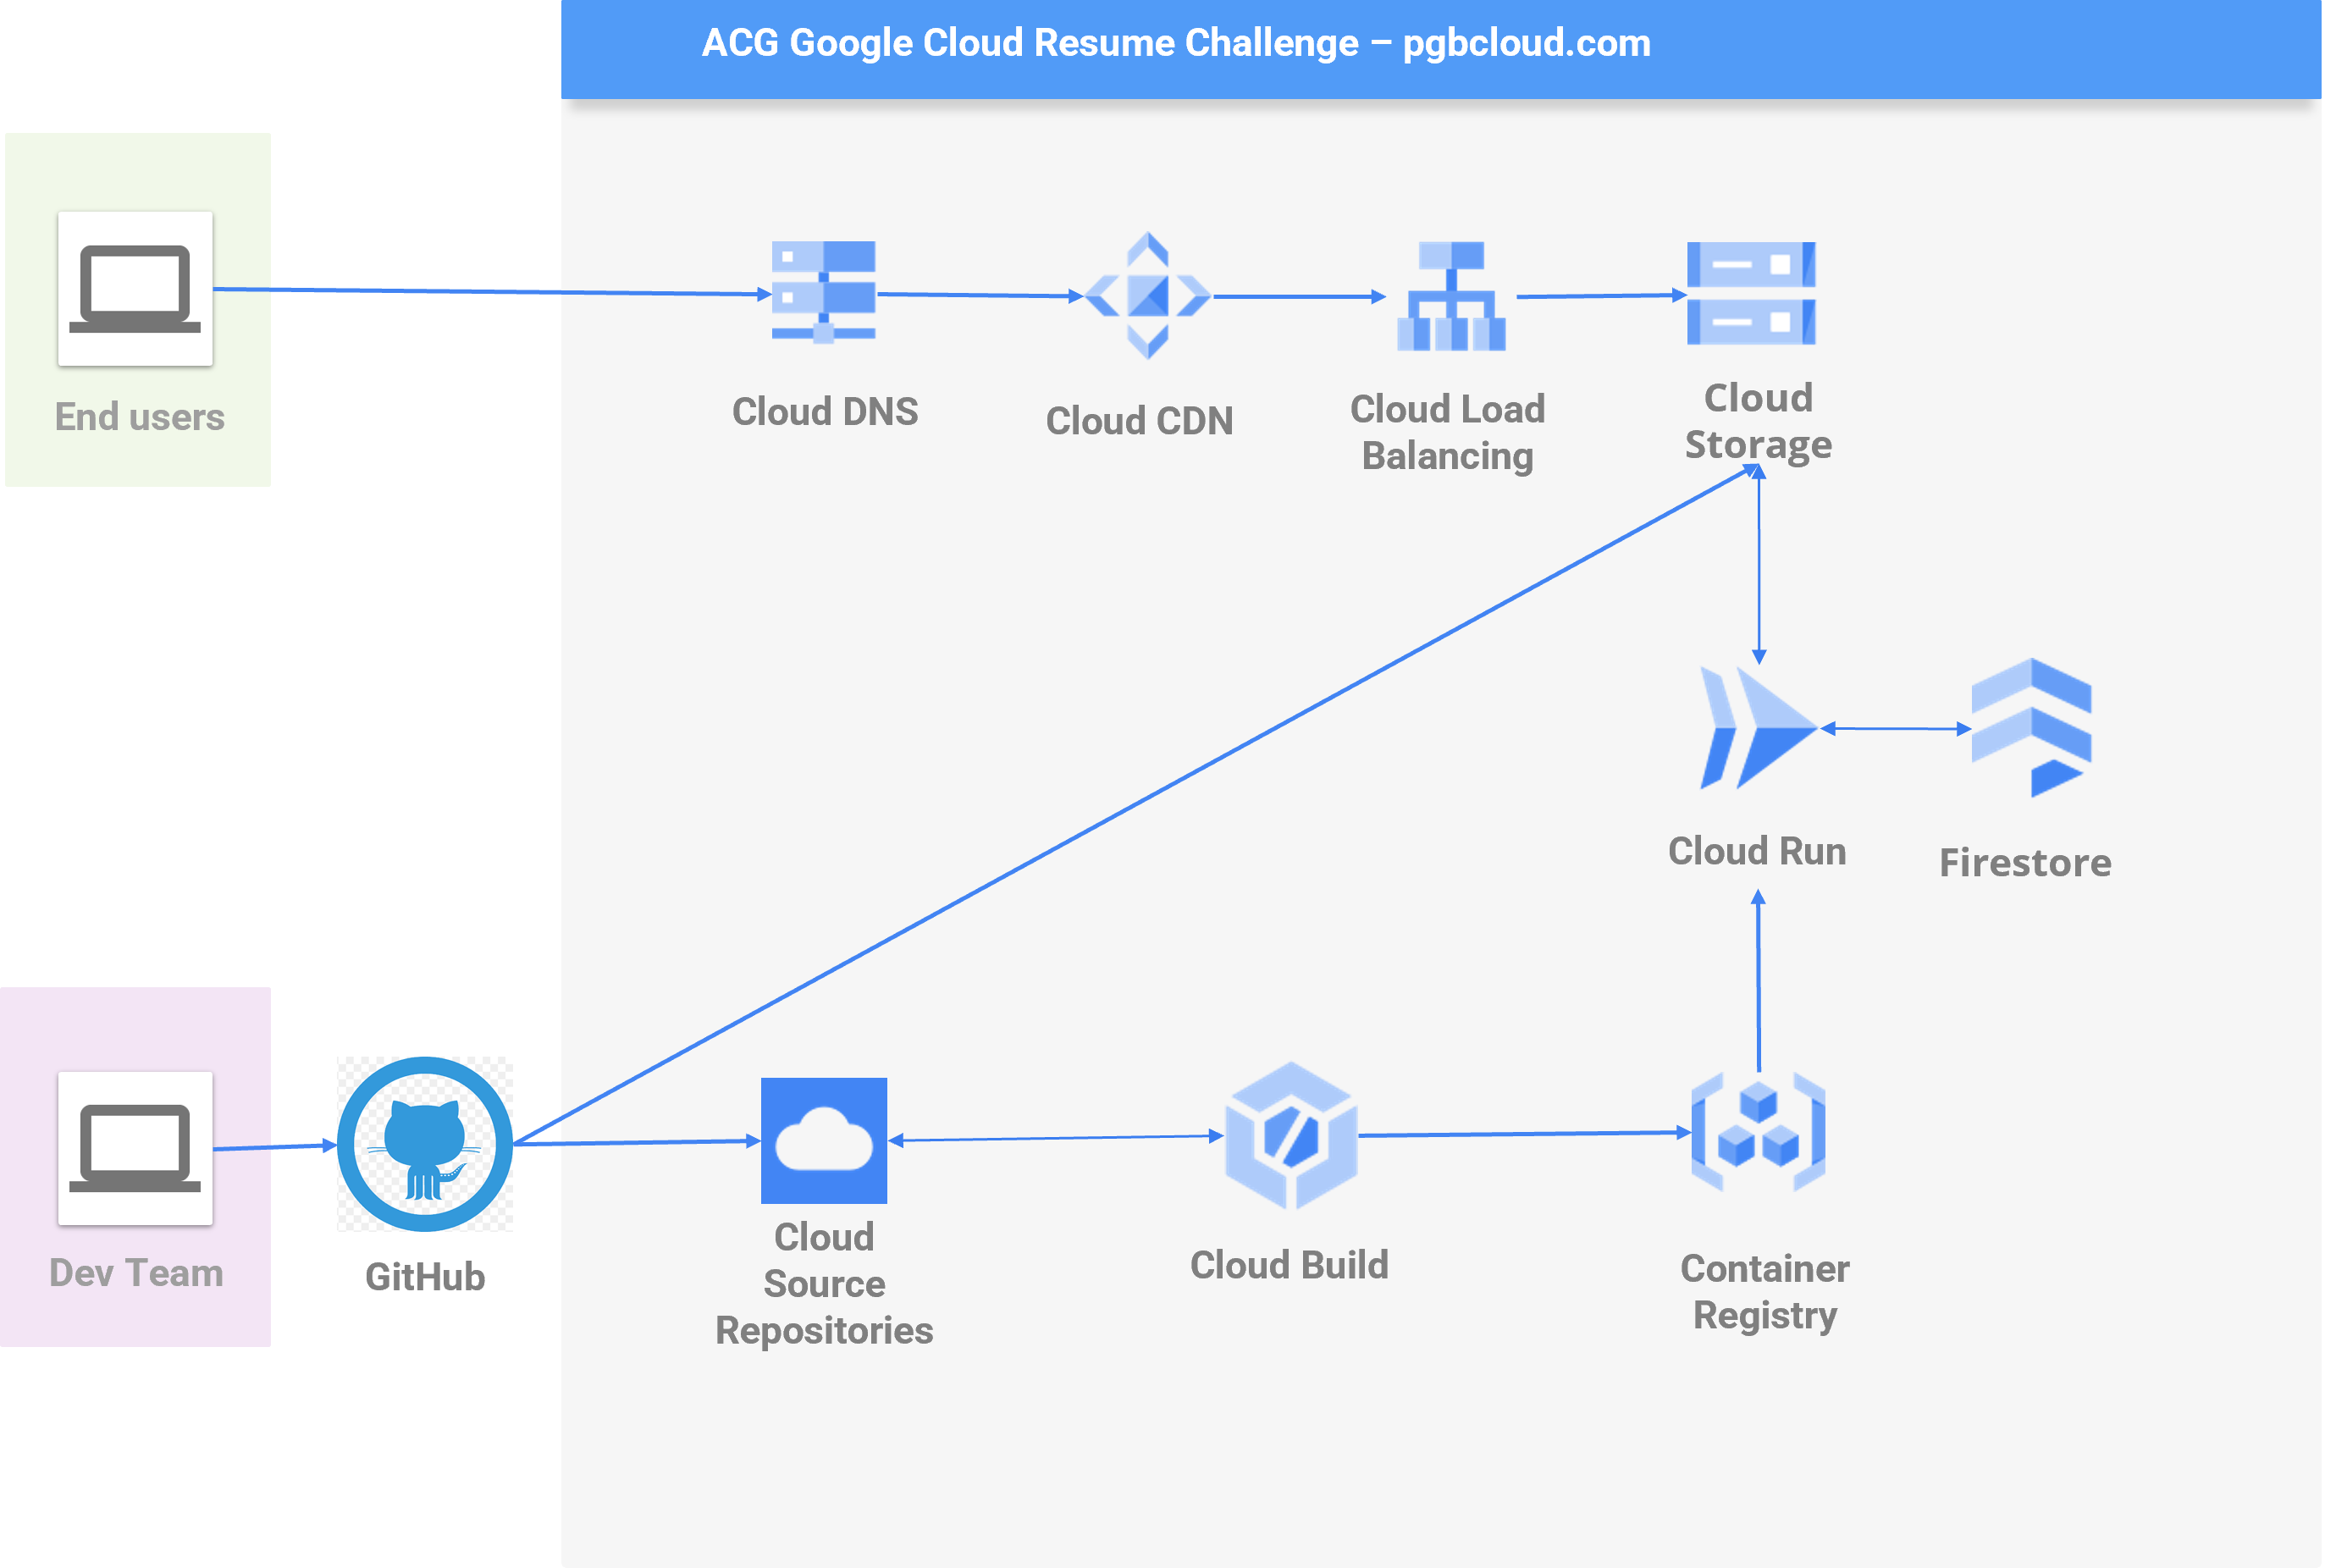 ACG Google Cloud Resume Challenge – pgbcloud.com
End users
Cloud DNS
Cloud CDN
Cloud Load
Balancing
Cloud
Storage
Cloud Run
Firestore
Dev Team
GitHub
Cloud
Source
Repositories
Cloud Build
Container
Registry